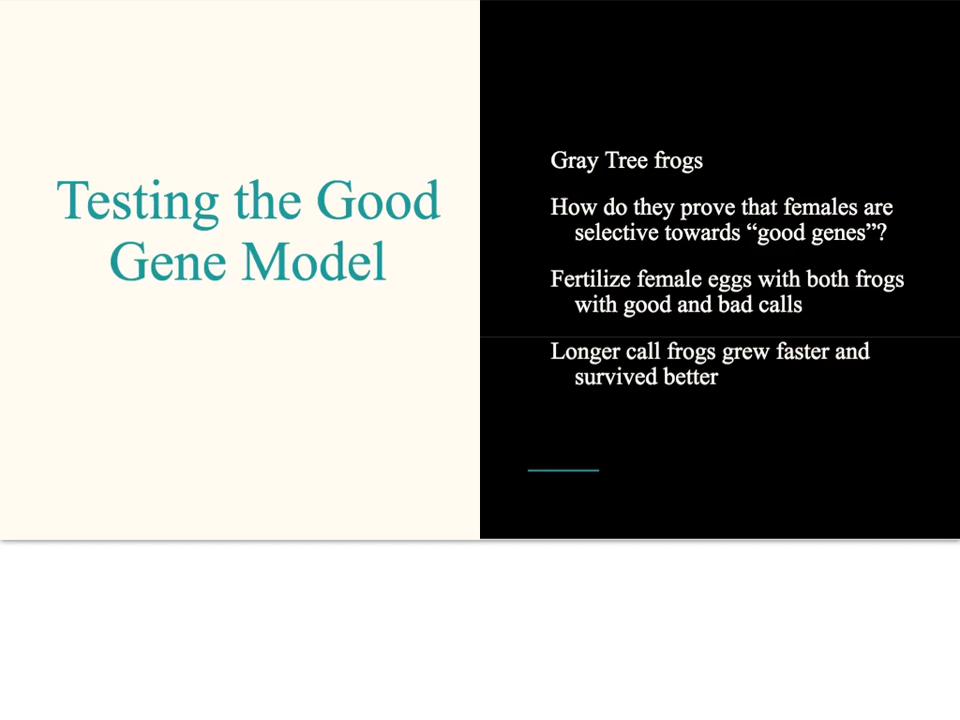 Testing the Good
Gene Model
Gray Tree frogs
How do they prove that females are
selective towards “good genes”?
Fertilize female eggs with both frogs
with good and bad calls
Longer call frogs grew faster and
survived better